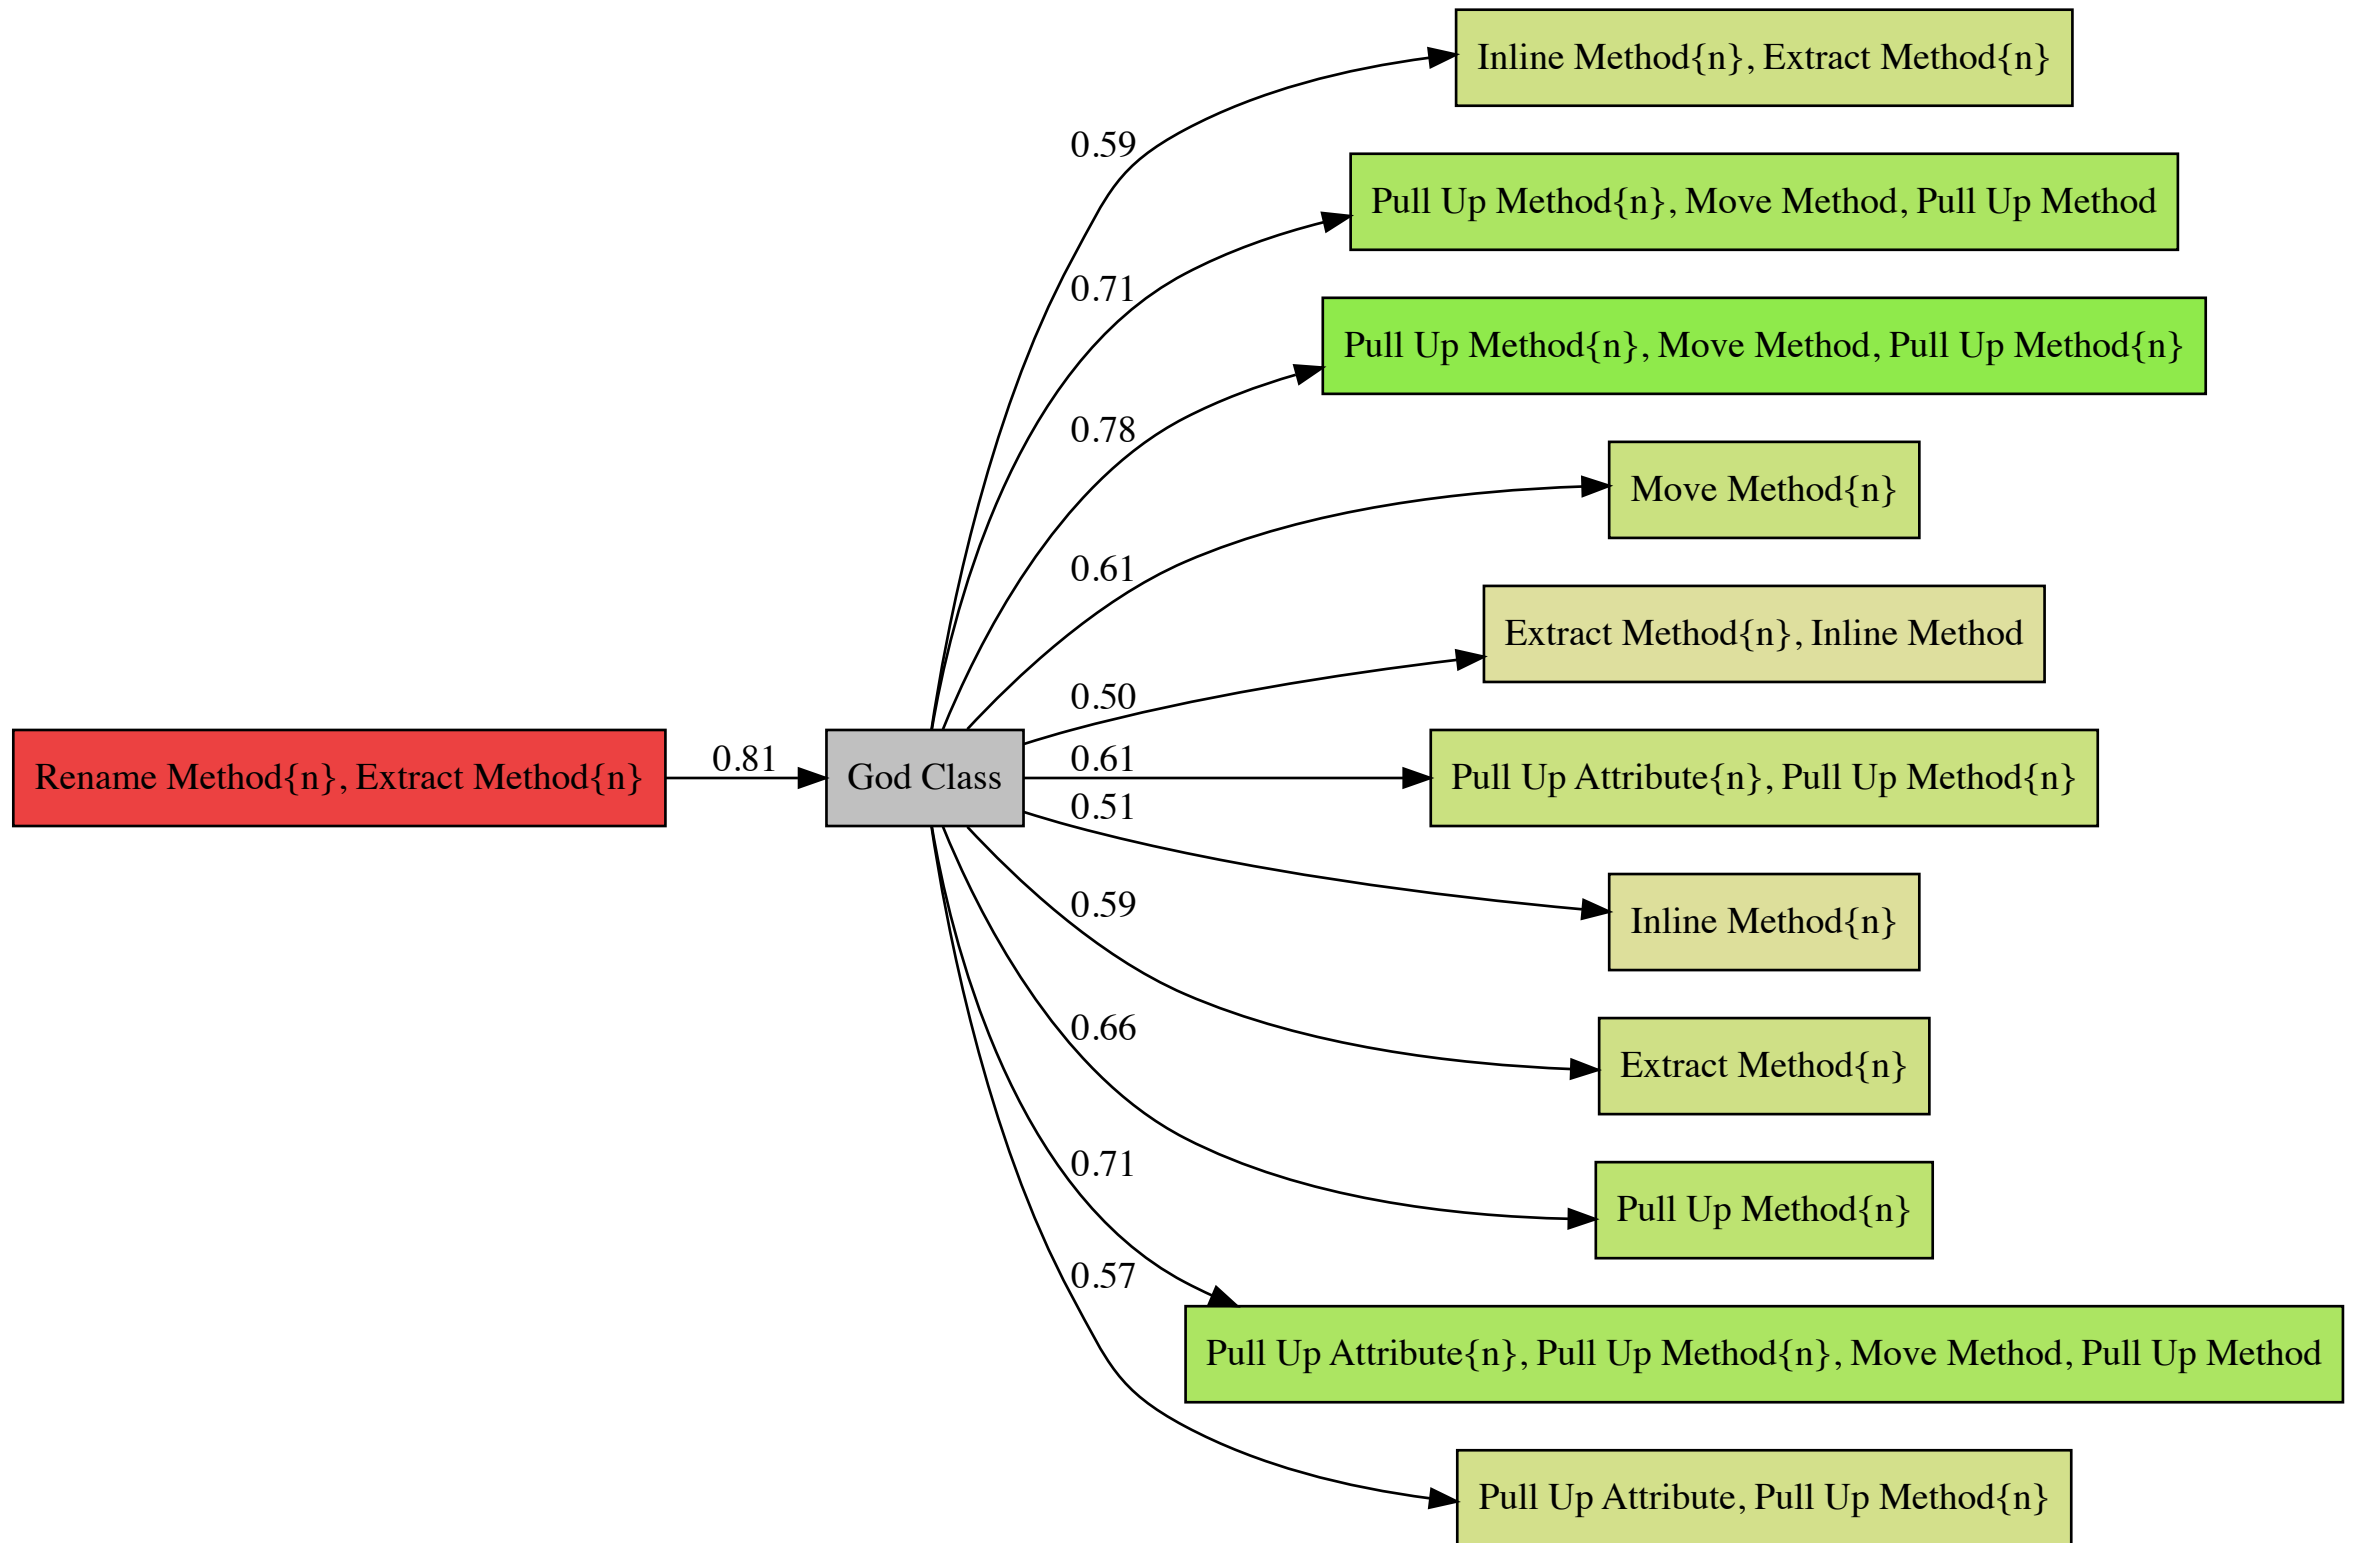 Inline Method{n}, Extract Method{n}
0.59
Pull Up Method{n}, Move Method, Pull Up Method
0.71
Pull Up Method{n}, Move Method, Pull Up Method{n}
0.78
Move Method{n}
0.61
Extract Method{n}, Inline Method
0.50
Rename Method{n}, Extract Method{n}
0.81
God Class
0.61
Pull Up Attribute{n}, Pull Up Method{n}
0.51
Inline Method{n}
0.59
Extract Method{n}
0.66
Pull Up Method{n}
0.71
Pull Up Attribute{n}, Pull Up Method{n}, Move Method, Pull Up Method
0.57
Pull Up Attribute, Pull Up Method{n}